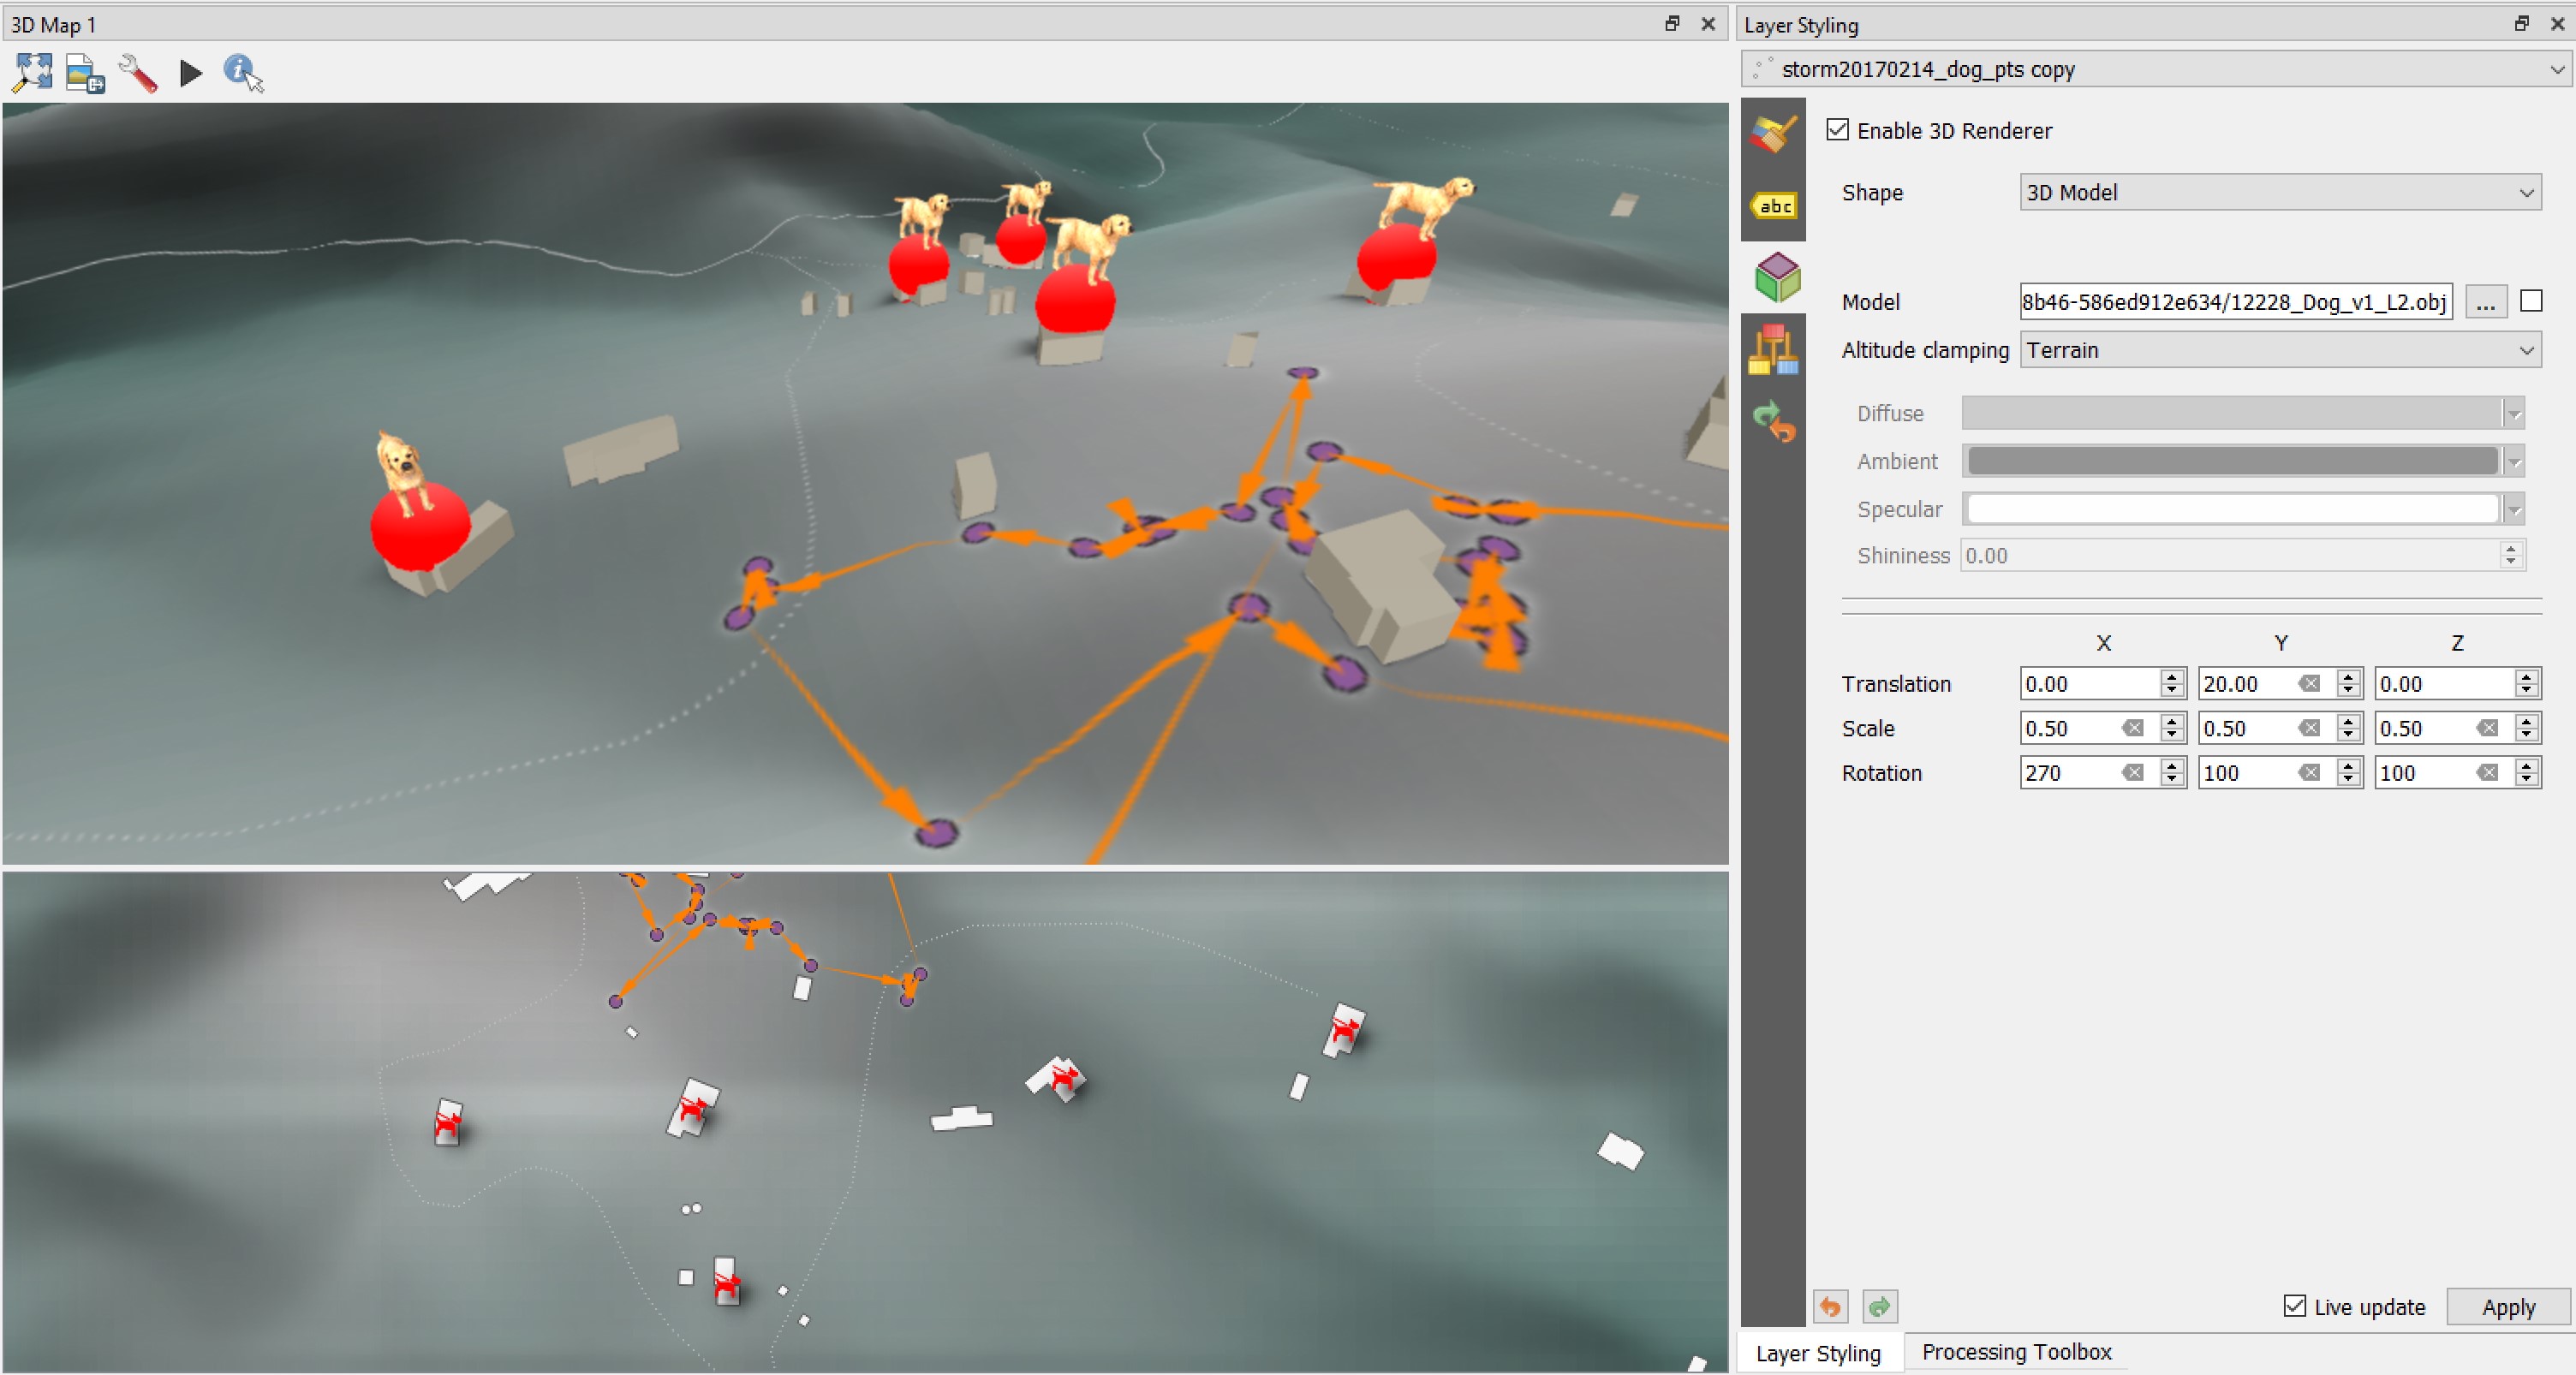 3D Map 1
Layer Styling
storm20170214_dog_pts copy
Enable 3D Renderer
abc
Shape 3D Model
Model 8b46-586ed912e634/12228_Dog_v1_L2.obj ...
Altitude clamping Terrain
Diffuse
Ambient
Specular
Shininess 0.00
X Y Z
Translation 0.00 20.00 0.00
Scale 0.50 0.50 0.50
Rotation 270 100 100
Live update Apply
Layer Styling Processing Toolbox